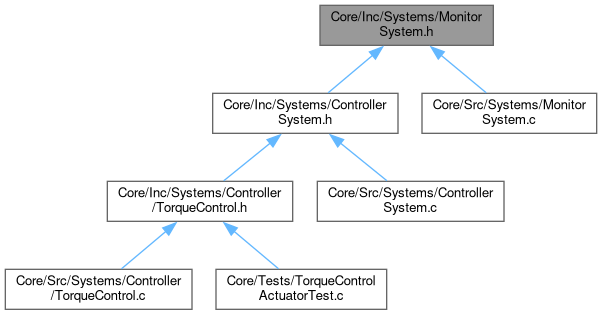 Core/Inc/Systems/Monitor
System.h
Core/Inc/Systems/Controller
System.h
Core/Src/Systems/Monitor
System.c
Core/Inc/Systems/Controller
/TorqueControl.h
Core/Src/Systems/Controller
System.c
Core/Src/Systems/Controller
/TorqueControl.c
Core/Tests/TorqueControl
ActuatorTest.c